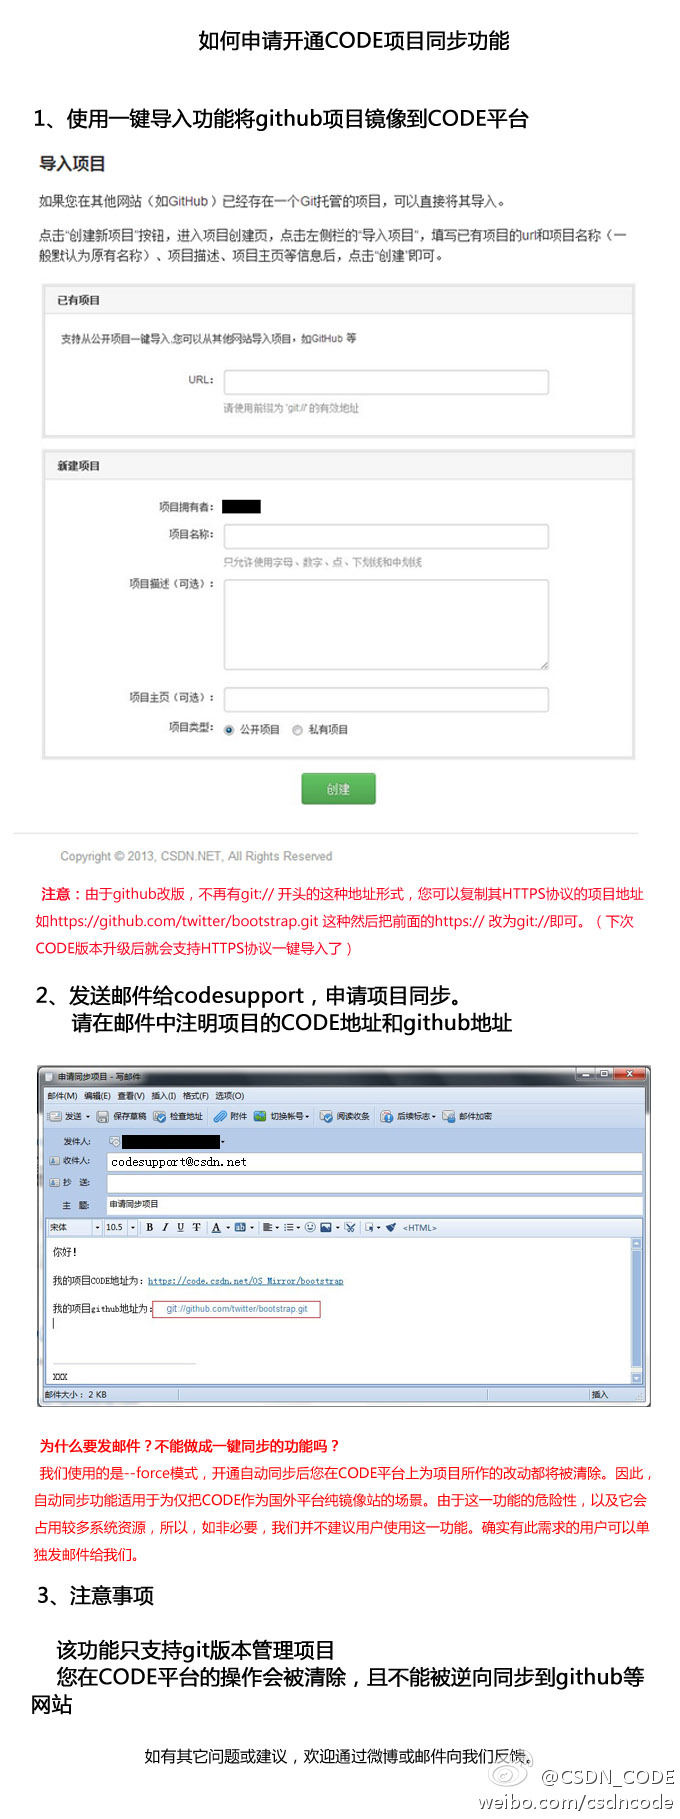 如何申请开通CODE项目同步功能
1、使用一键导入功能将github项目镜像到CODE平台
导入项目
如果您在其他网站（如GitHub）已经存在一个Git托管的项目，可以直接将其导入。
点击“创建新项目”按钮，进入项目创建页，点击左侧栏的“导入项目”，填写已有项目的url和项目名称（一
般默认为原有名称）、项目描述、项目主页等信息后，点击“创建”即可。
已有项目
支持从公开项目一键导入,您可以从其他网站导入项目，如GitHub 等
URL：
请使用前缀为 'git://' 的有效地址
新建项目
项目拥有者：
项目名称：
只允许使用字母、数字、点、下划线和中划线
项目描述（可选）：
项目主页（可选）：
项目类型： 公开项目 私有项目
创建
Copyright © 2013, CSDN.NET, All Rights Reserved
注意：由于github改版，不再有git:// 开头的这种地址形式，您可以复制其HTTPS协议的项目地址
如https://github.com/twitter/bootstrap.git 这种然后把前面的https:// 改为git://即可。（下次
CODE版本升级后就会支持HTTPS协议一键导入了）
2、发送邮件给codesupport，申请项目同步。
请在邮件中注明项目的CODE地址和github地址
申请同步项目 - 写邮件
邮件(M) 编辑(E) 查看(V) 插入(I) 格式(F) 选项(O)
发送 保存草稿 检查地址 附件 切换帐号 阅读收条 后续标志 邮件加密
发件人:
收件人: codesupport@csdn.net
抄 送:
主 题: 申请同步项目
宋体 10.5 B I U T A <HTML>
你好!
我的项目CODE地址为: https://code.csdn.net/OS_Mirror/bootstrap
我的项目github地址为: git://github.com/twitter/bootstrap.git
XXX
邮件大小： 2 KB 插入
为什么要发邮件？不能做成一键同步的功能吗？
我们使用的是--force模式，开通自动同步后您在CODE平台上为项目所作的改动都将被清除。因此，
自动同步功能适用于为仅把CODE作为国外平台纯镜像站的场景。由于这一功能的危险性，以及它会
占用较多系统资源，所以，如非必要，我们并不建议用户使用这一功能。确实有此需求的用户可以单
独发邮件给我们。
3、注意事项
该功能只支持git版本管理项目
您在CODE平台的操作会被清除，且不能被逆向同步到github等
网站
如有其它问题或建议，欢迎通过微博或邮件向我们反馈。
@CSDN_CODE
weibo.com/csdncode